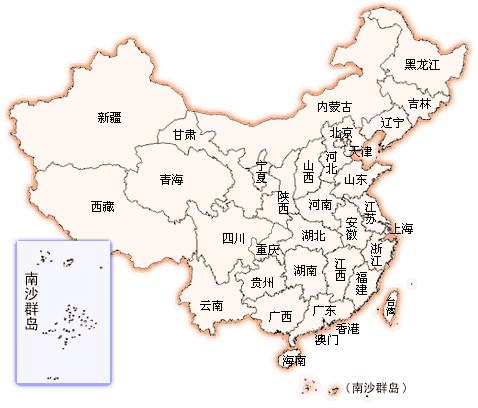 黑龙江
吉林
辽宁
内蒙古
新疆
甘肃
北京
天津
河北
山西
宁夏
青海
山东
陕西
河南
江苏
西藏
安徽
上海
四川
湖北
重庆
浙江
湖南
江西
贵州
福建
云南
广西
广东
台湾
香港
澳门
海南
南沙群岛
（南沙群岛）